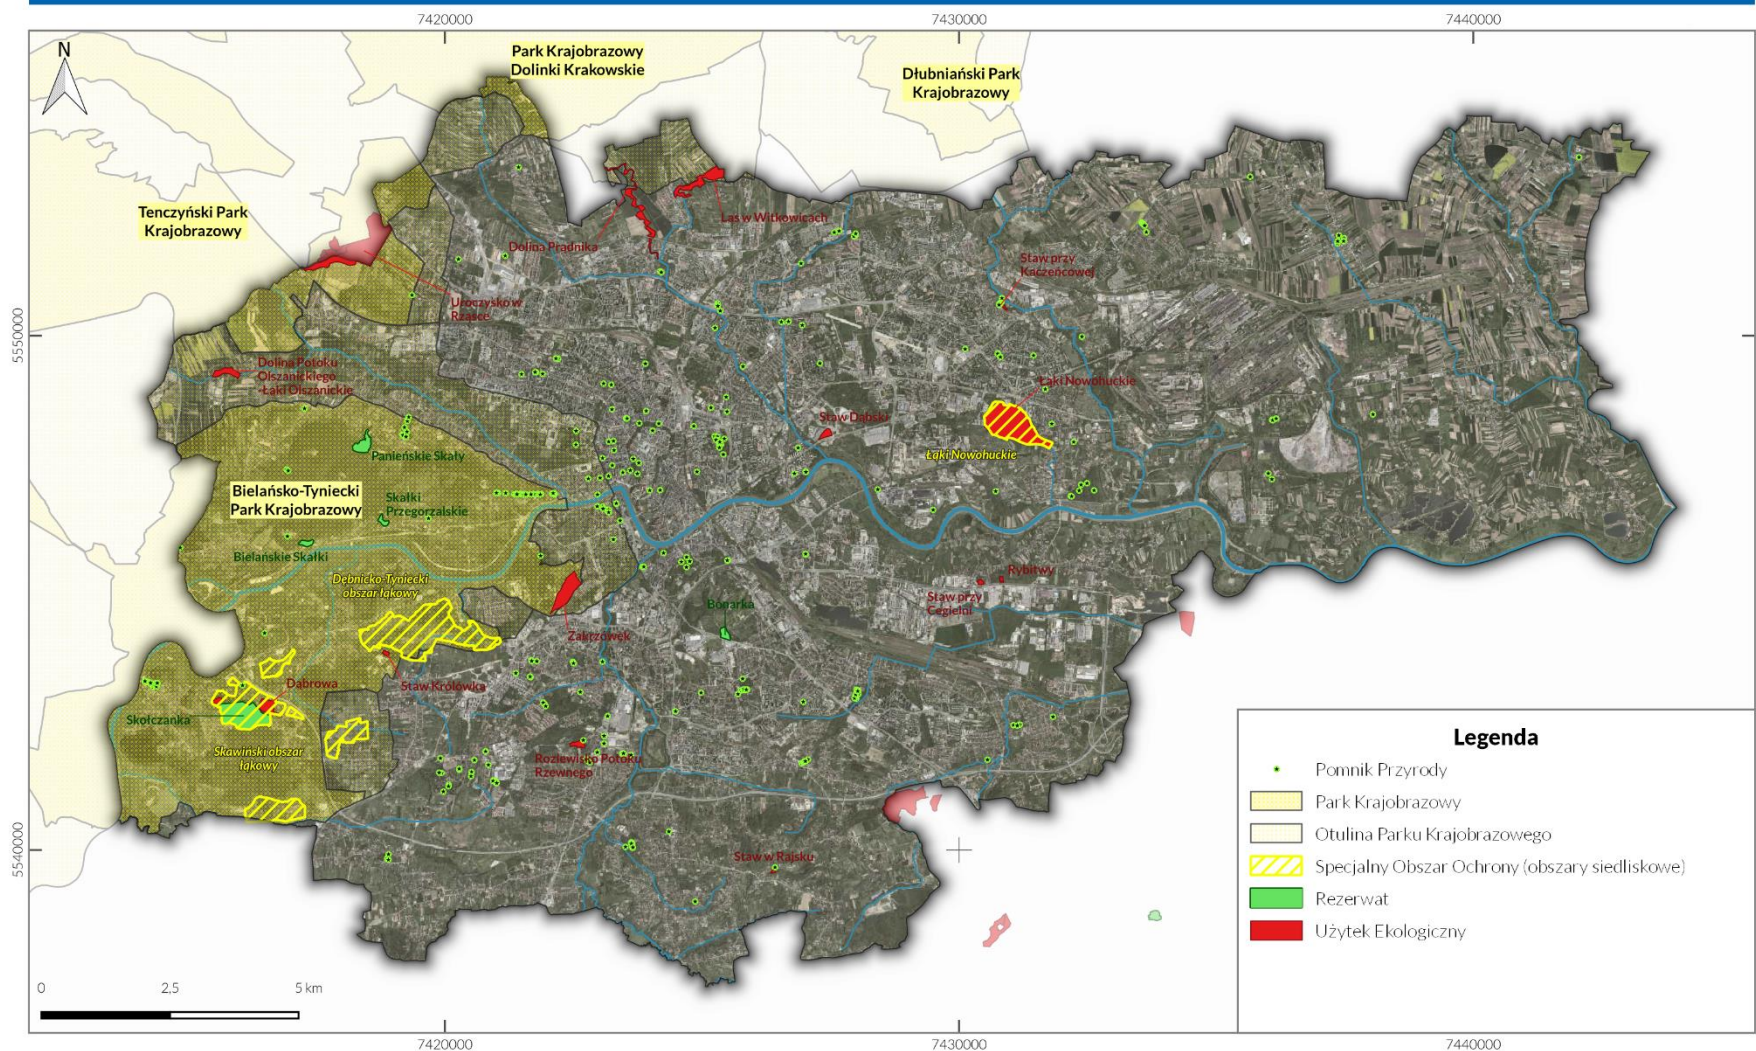 7420000
7430000
7440000
N
Park Krajobrazowy
Dolinki Krakowskie
Dłubniański Park
Krajobrazowy
Tenczyński Park
Krajobrazowy
Las w Witkowicach
Dolina Prądnika
Staw przy
Kaczeńcowej
Uroczysko w
Rząsce
5550000
Dolina Potoku
Olszanickiego
-Łąki Olszanickie
Łąki Nowohuckie
Staw Dąbski
Łąki Nowohuckie
Panieńskie Skały
Bielańsko-Tyniecki
Park Krajobrazowy
Skałki
Przegorzalskie
Bielańskie Skałki
Dębnicko-Tyniecki
obszar łąkowy
Rybitwy
Staw przy
Cegielni
Bonarka
Zakrzówek
Dąbrowa
Staw Królówka
Skołczanka
Skawiński obszar
łąkowy
Rozlewisko Potoku
Rzewnego
Staw w Rajsku
5540000
Legenda
Pomnik Przyrody
Park Krajobrazowy
Otulina Parku Krajobrazowego
Specjalny Obszar Ochrony (obszary siedliskowe)
Rezerwat
Użytek Ekologiczny
0 2,5 5 km
7420000
7430000
7440000